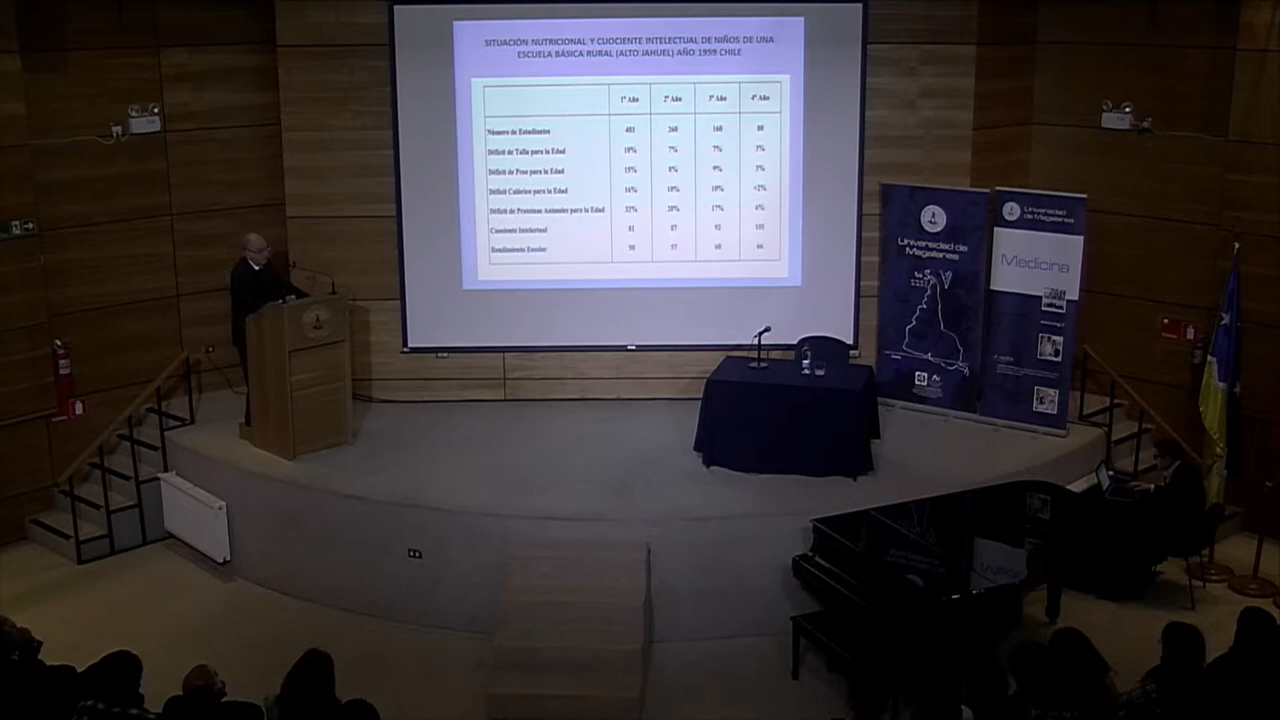 SITUACIÓN NUTRICIONAL Y CUOCIENTE INTELECTUAL DE NIÑOS DE UNA
ESCUELA BÁSICA RURAL (ALTO JAHUEL) AÑO 1959 CHILE
1º Año 2º Año 3º Año 4º Año
Número de Estudiantes 403 260 160 80
Déficit de Talla para la Edad 10% 7% 7% 3%
Déficit de Peso para la Edad 15% 8% 9% 3%
Déficit Calórico para la Edad 16% 10% 10% +2%
Déficit de Proteínas Animales para la Edad 32% 20% 17% 6%
Cuociente Intelectual 81 87 92 101
Rendimiento Escolar 50 57 60 66
Universidad de
Magallanes
Universidad
de Magallanes
Medicina